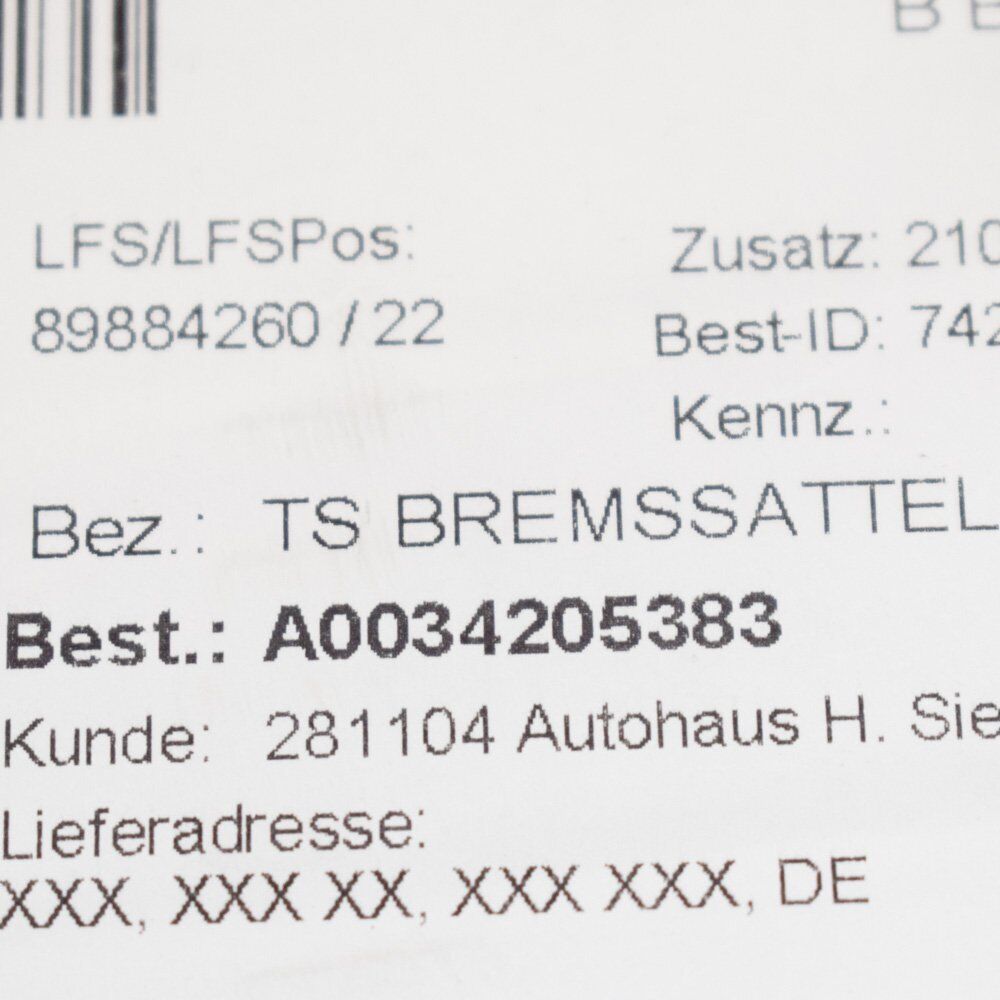 LFS/LFSPos:
89884260 / 22
Zusatz: 210
Best-ID: 742
Kennz.:
Bez.: TS BREMSSATTEL
Best.: A0034205383
Kunde: 281104 Autohaus H. Sie
Lieferadresse:
XXX, XXX XX, XXX XXX, DE